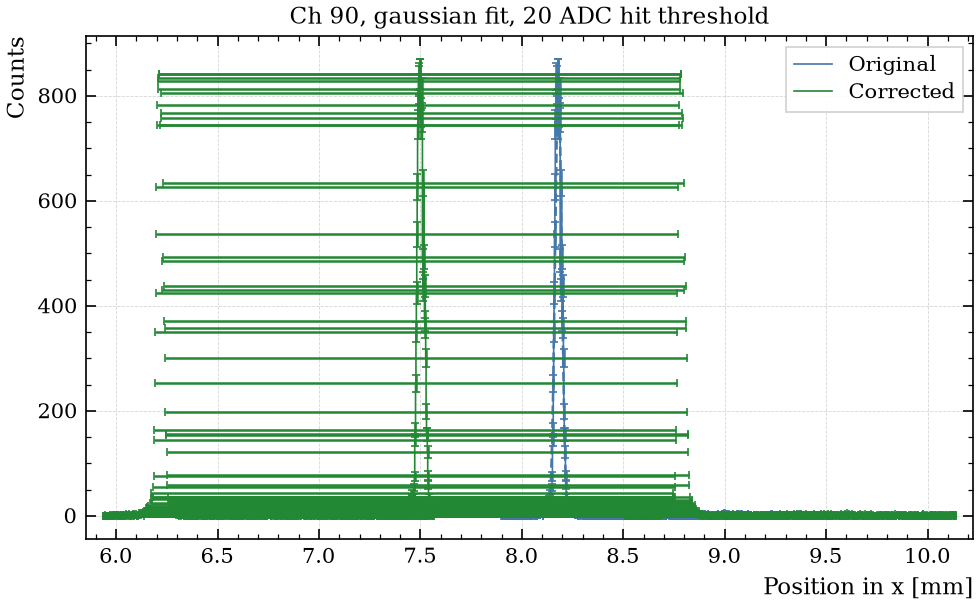 Ch 90, gaussian fit, 20 ADC hit threshold
Counts
Original
Corrected
800
600
400
200
0
6.0 6.5 7.0 7.5 8.0 8.5 9.0 9.5 10.0
Position in x [mm]